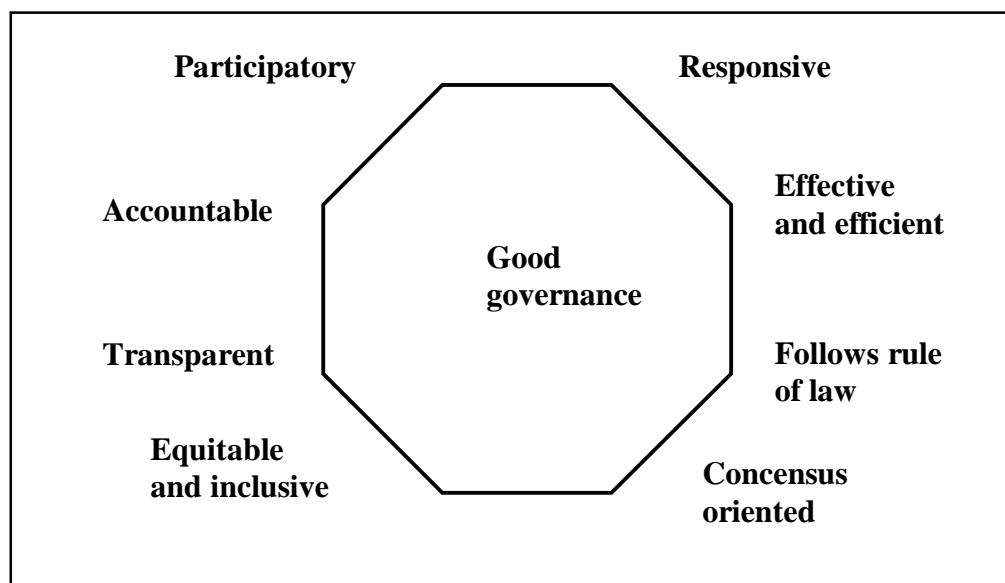 Participatory
Responsive
Accountable
Effective
and efficient
Good
governance
Transparent
Follows rule
of law
Equitable
and inclusive
Concensus
oriented